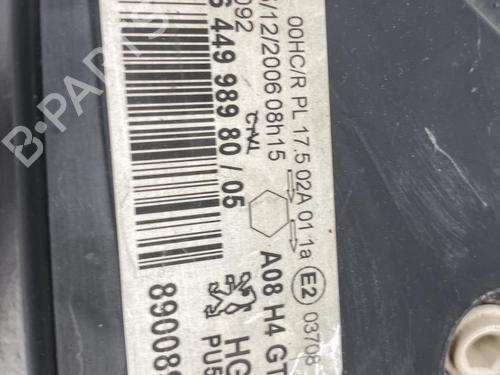 00HC/R PL 17.5 02A 01 1a E2 03708
/12/2006 08h15
092
449 989 80 / 05
A08 H4 GT
HG
PU5
89008
B-PARTS